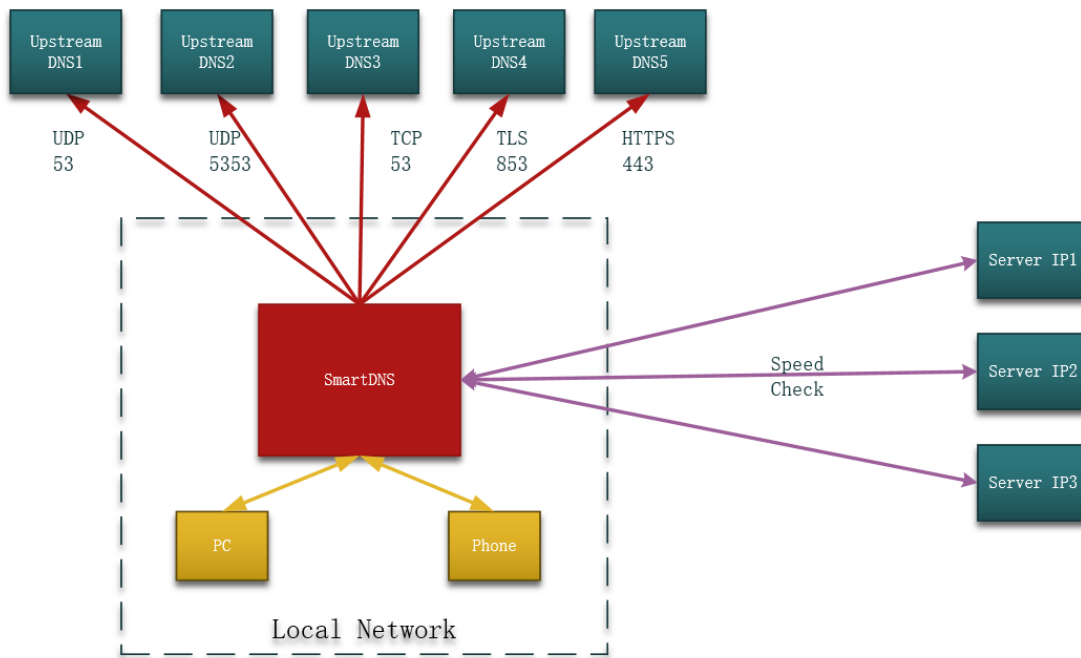 Upstream
DNS1
Upstream
DNS2
Upstream
DNS3
Upstream
DNS4
Upstream
DNS5
UDP
53
UDP
5353
TCP
53
TLS
853
HTTPS
443
Server IP1
SmartDNS
Speed
Check
Server IP2
Server IP3
PC
Phone
Local Network